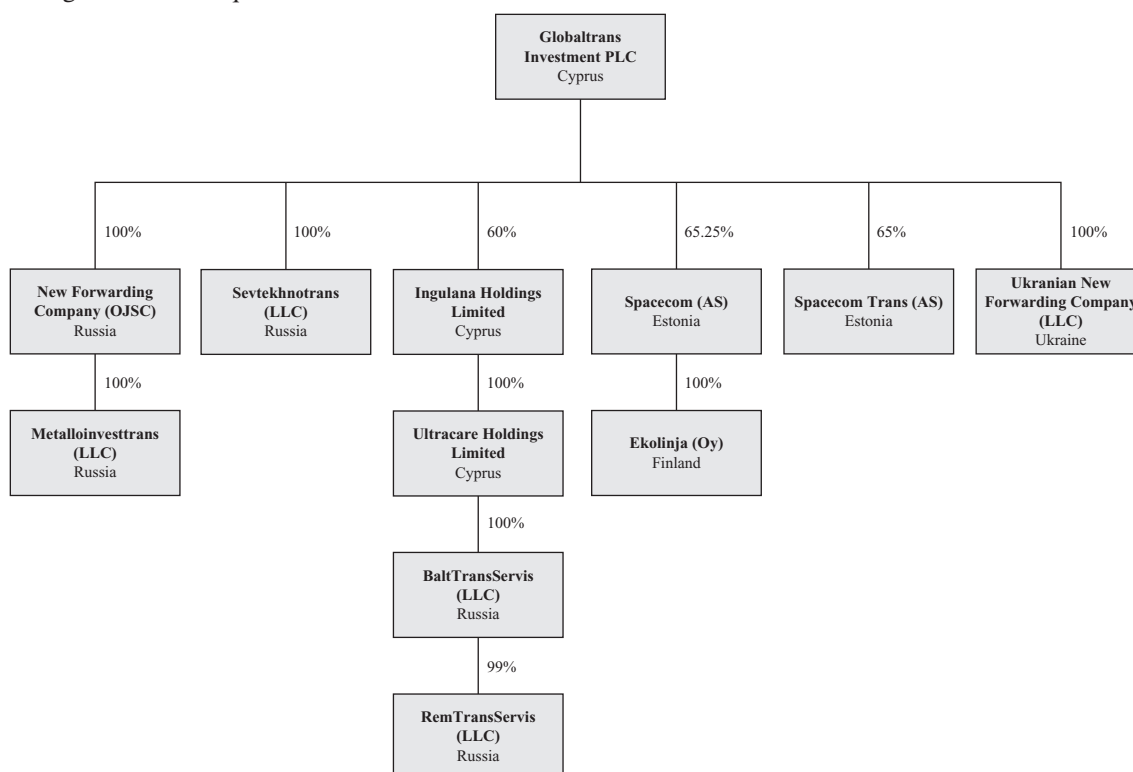 Globaltrans
Investment PLC
Cyprus
100%
100%
60%
65.25%
65%
100%
New Forwarding
Company (OJSC)
Russia
Sevtekhnotrans
(LLC)
Russia
Ingulana Holdings
Limited
Cyprus
Spacecom (AS)
Estonia
Spacecom Trans (AS)
Estonia
Ukranian New
Forwarding Company
(LLC)
Ukraine
100%
100%
100%
Metalloinvesttrans
(LLC)
Russia
Ultracare Holdings
Limited
Cyprus
Ekolinja (Oy)
Finland
100%
BaltTransServis
(LLC)
Russia
99%
RemTransServis
(LLC)
Russia